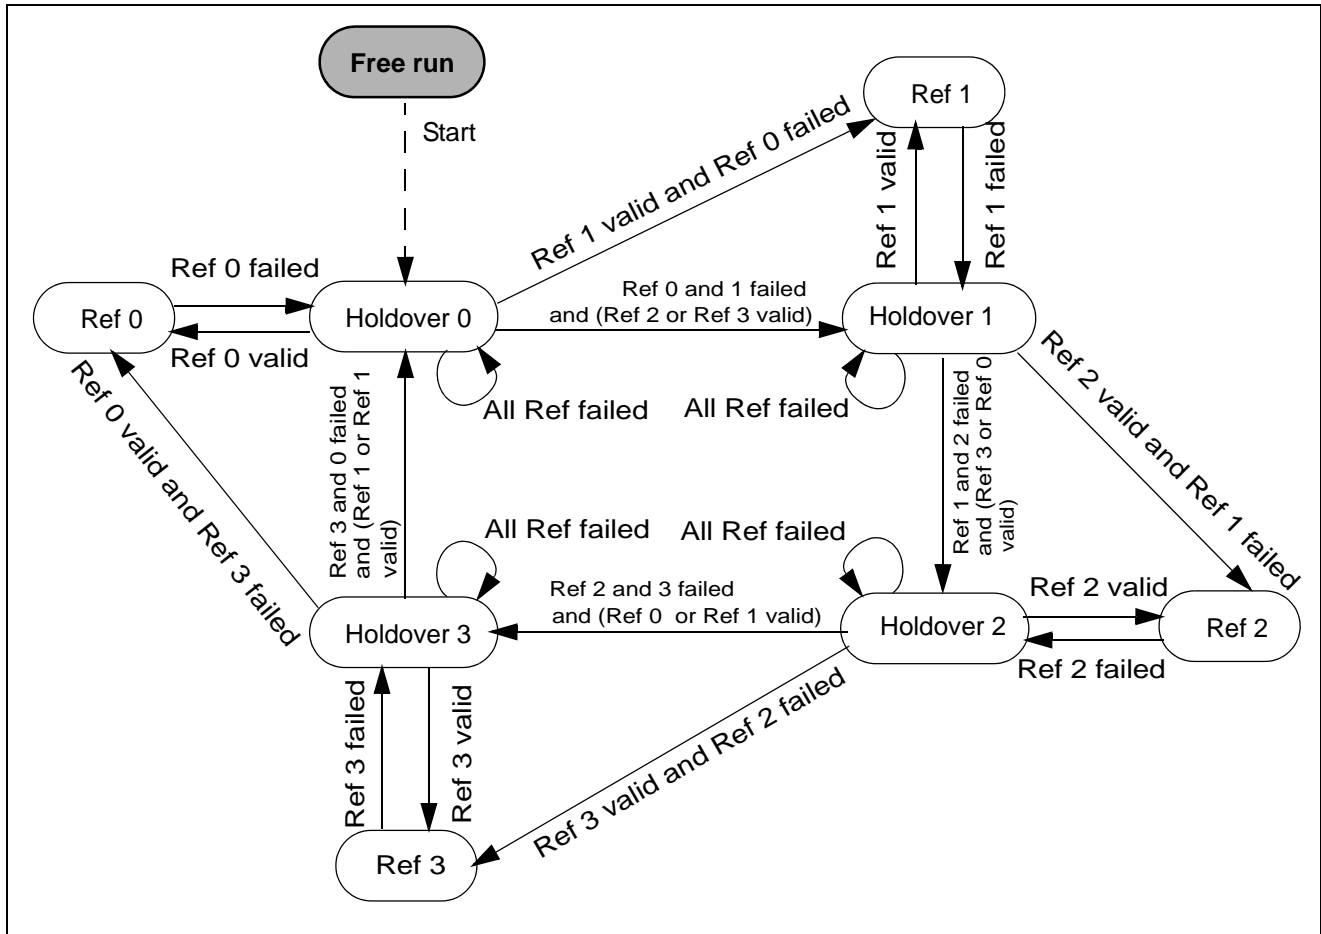 Free run
Start
Ref 1
Ref 1 valid and Ref 0 failed
Ref 1 valid
Ref 1 failed
Ref 0 failed
Ref 0
Ref 0 valid
Holdover 0
Ref 0 and 1 failed
and (Ref 2 or Ref 3 valid)
Holdover 1
All Ref failed
All Ref failed
Ref 2 valid and Ref 1 failed
Ref 0 valid and Ref 3 failed
Ref 3 and 0 failed
and (Ref 1 or Ref 1
valid)
Ref 1 and 2 failed
and (Ref 3 or Ref 0
valid)
All Ref failed
All Ref failed
Ref 2 and 3 failed
and (Ref 0  or Ref 1 valid)
Holdover 3
Holdover 2
Ref 2 valid
Ref 2
Ref 2 failed
Ref 3 failed
Ref 3 valid
Ref 3 valid and Ref 2 failed
Ref 3